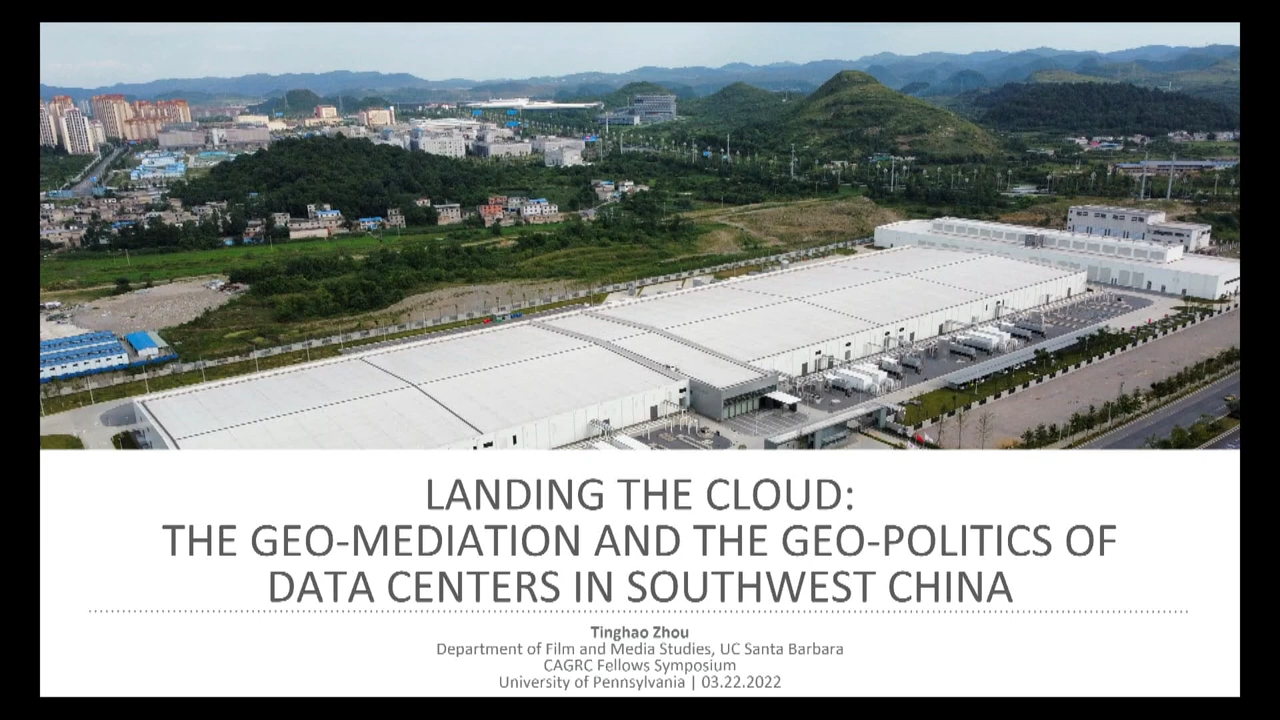 LANDING THE CLOUD:
THE GEO-MEDIATION AND THE GEO-POLITICS OF
DATA CENTERS IN SOUTHWEST CHINA
Tinghao Zhou
Department of Film and Media Studies, UC Santa Barbara
CAGRC Fellows Symposium
University of Pennsylvania | 03.22.2022